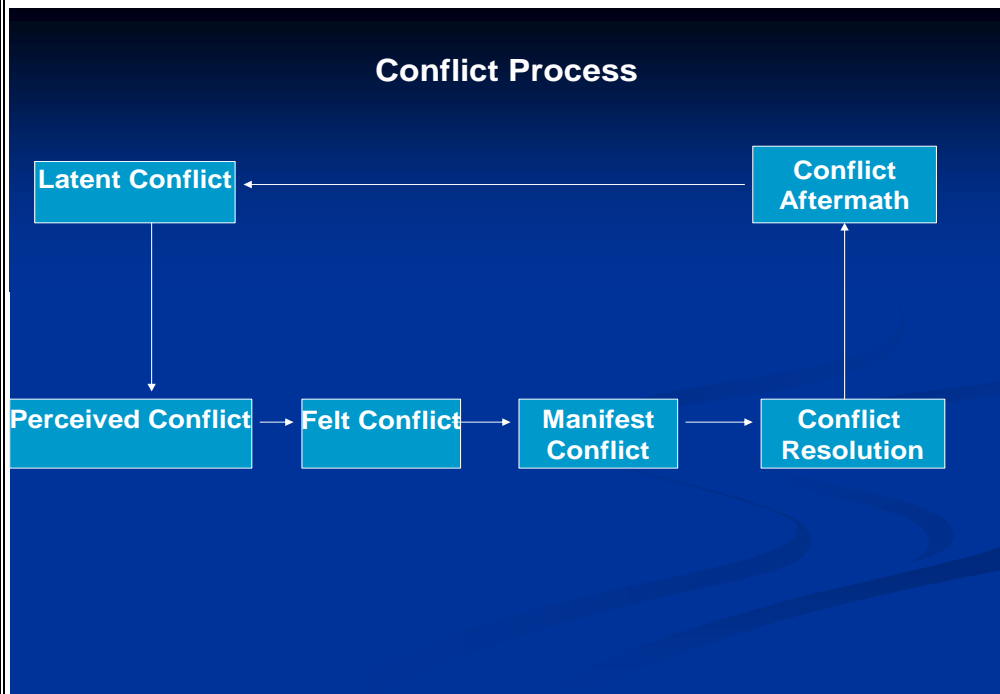 Conflict Process
Latent Conflict
Conflict
Aftermath
Perceived Conflict
Felt Conflict
Manifest
Conflict
Conflict
Resolution